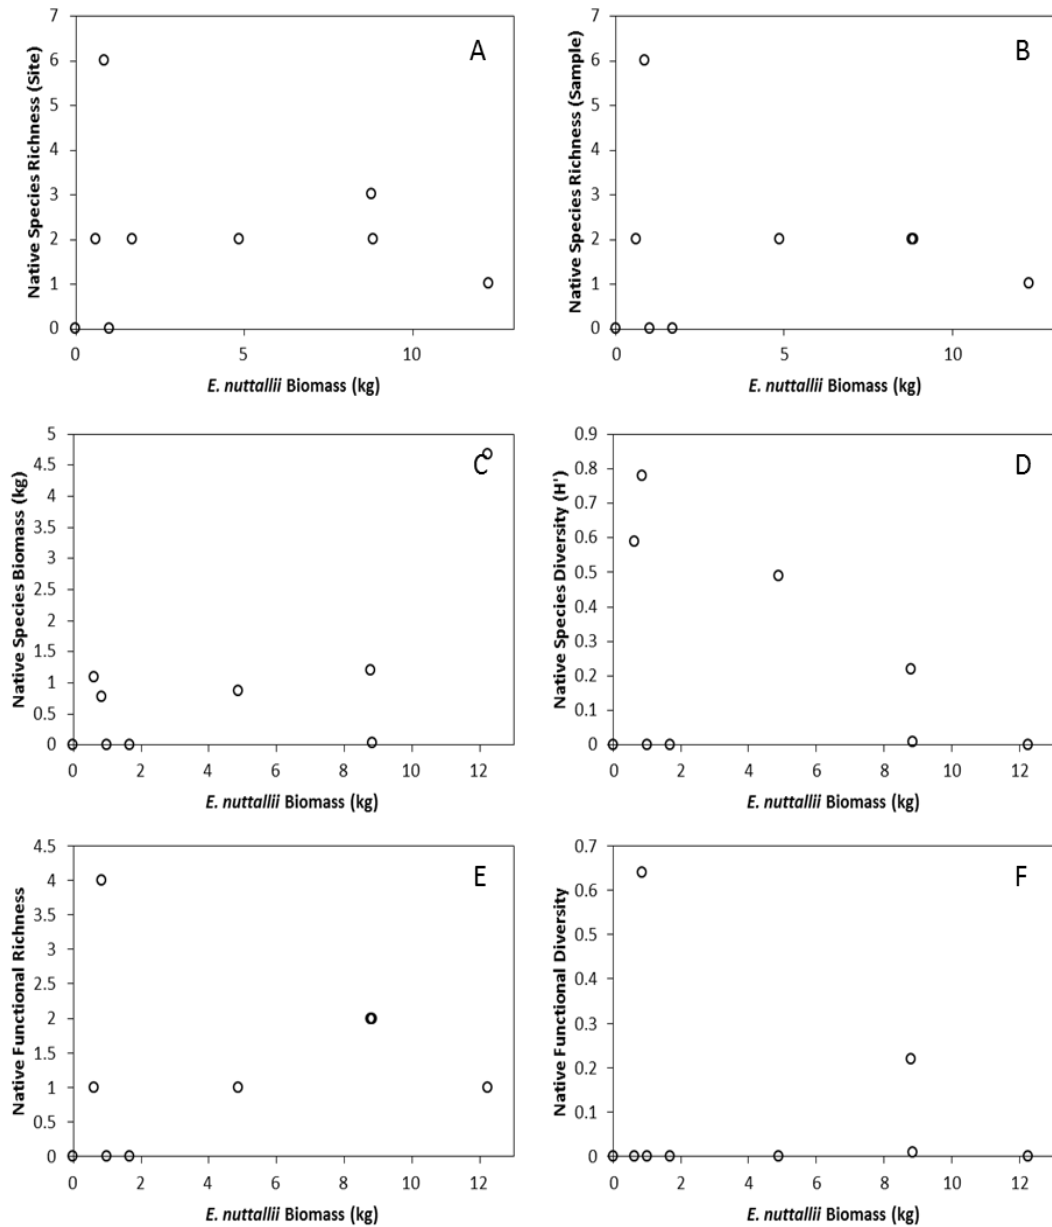 7
6
5
4
3
2
1
0
Native Species Richness (Site)
A
0 5 10
E. nuttallii Biomass (kg)
7
6
5
4
3
2
1
0
Native Species Richness (Sample)
B
0 5 10
E. nuttallii Biomass (kg)
5
4.5
4
3.5
3
2.5
2
1.5
1
0.5
0
Native Species Biomass (kg)
C
0 2 4 6 8 10 12
E. nuttallii Biomass (kg)
0.9
0.8
0.7
0.6
0.5
0.4
0.3
0.2
0.1
0
Native Species Diversity (H')
D
0 2 4 6 8 10 12
E. nuttallii Biomass (kg)
4.5
4
3.5
3
2.5
2
1.5
1
0.5
0
Native Functional Richness
E
0 2 4 6 8 10 12
E. nuttallii Biomass (kg)
0.7
0.6
0.5
0.4
0.3
0.2
0.1
0
Native Functional Diversity
F
0 2 4 6 8 10 12
E. nuttallii Biomass (kg)